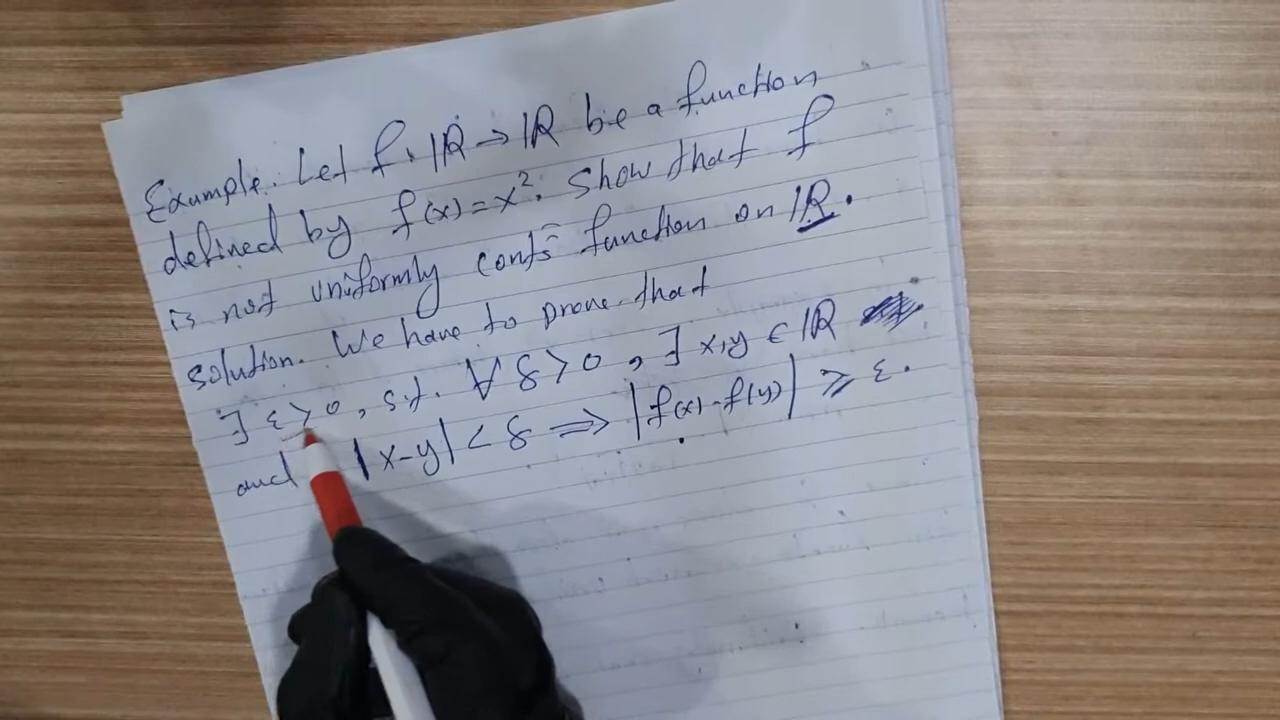 Example. Let f: ℝ → ℝ be a function
defined by f(x) = x². Show that f
is not uniformly conts function on ℝ.
solution. We have to prove that
∃ ε > 0, s.t. ∀ δ > 0, ∃ x, y ∈ ℝ
and |x-y| < δ ⟹ |f(x) - f(y)| ⩾ ε.